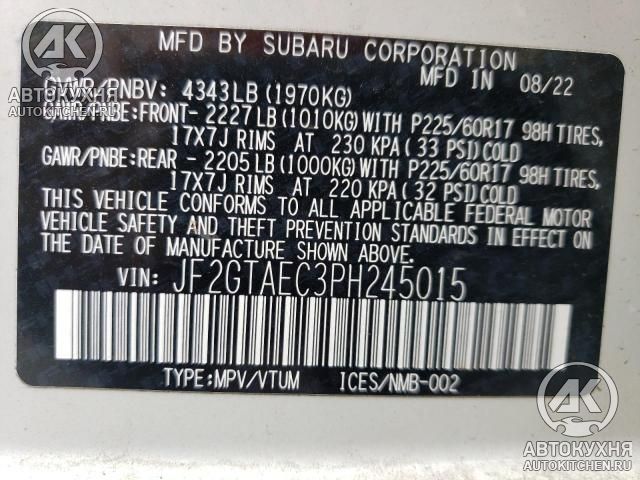 MFD BY SUBARU CORPORATION
MFD IN 08/22
GVWR/PNBV: 4343LB (1970KG)
GAWR/PNBE:FRONT- 2227LB (1010KG) WITH P225/60R17 98H TIRES,
17X7J RIMS AT 230 KPA (33 PSI) COLD
GAWR/PNBE:REAR - 2205LB (1000KG) WITH P225/60R17 98H TIRES,
17X7J RIMS AT 220 KPA (32 PSI) COLD
THIS VEHICLE CONFORMS TO ALL APPLICABLE FEDERAL MOTOR
VEHICLE SAFETY AND THEFT PREVENTION STANDARDS IN EFFECT ON
THE DATE OF MANUFACTURE SHOWN ABOVE.
VIN: JF2GTAEC3PH245015
TYPE:MPV/VTUM ICES/NMB-002
АК
АВТОКУХНЯ
AUTOKITCHEN.BY
АК
АВТОКУХНЯ
AUTOKITCHEN.BY